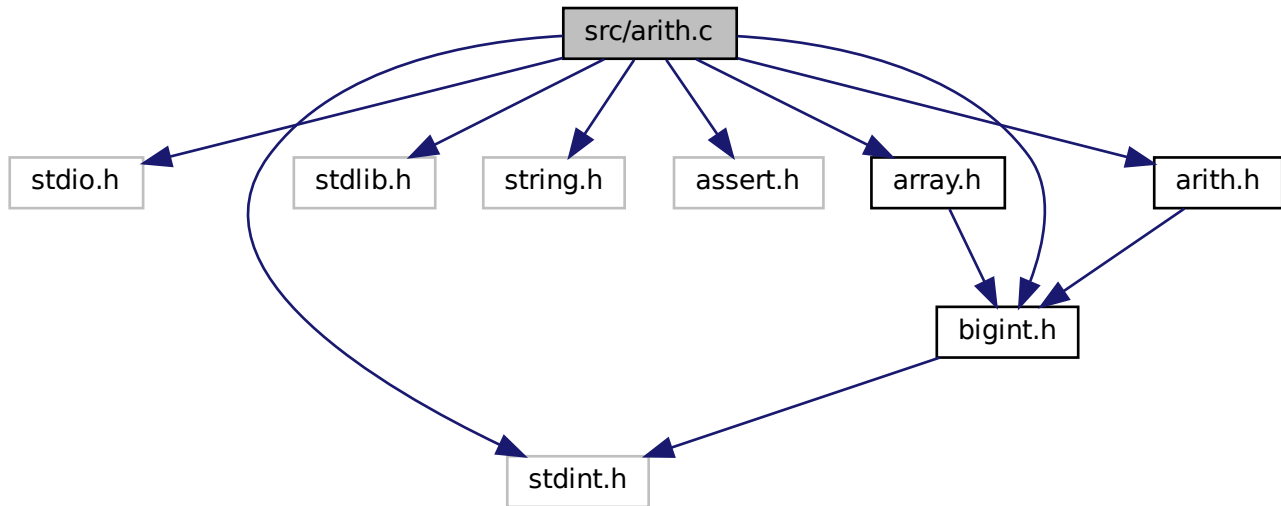 src/arith.c
stdio.h
stdlib.h
string.h
assert.h
array.h
arith.h
bigint.h
stdint.h